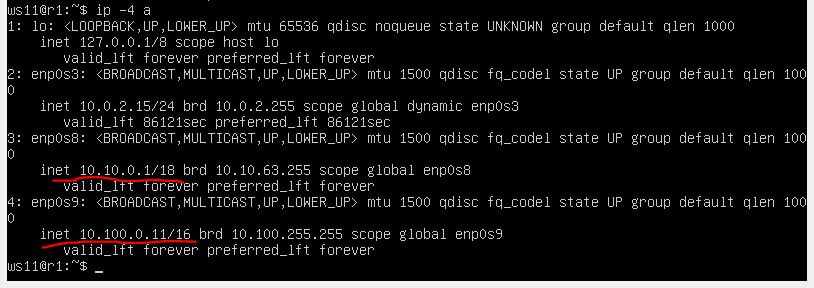 ws11@r1:~$ ip -4 a
1: lo: <LOOPBACK,UP,LOWER_UP> mtu 65536 qdisc noqueue state UNKNOWN group default qlen 1000
    inet 127.0.0.1/8 scope host lo
       valid_lft forever preferred_lft forever
2: enp0s3: <BROADCAST,MULTICAST,UP,LOWER_UP> mtu 1500 qdisc fq_codel state UP group default qlen 100
0
    inet 10.0.2.15/24 brd 10.0.2.255 scope global dynamic enp0s3
       valid_lft 86121sec preferred_lft 86121sec
3: enp0s8: <BROADCAST,MULTICAST,UP,LOWER_UP> mtu 1500 qdisc fq_codel state UP group default qlen 100
0
    inet 10.10.0.1/18 brd 10.10.63.255 scope global enp0s8
       valid_lft forever preferred_lft forever
4: enp0s9: <BROADCAST,MULTICAST,UP,LOWER_UP> mtu 1500 qdisc fq_codel state UP group default qlen 100
0
    inet 10.100.0.11/16 brd 10.100.255.255 scope global enp0s9
       valid_lft forever preferred_lft forever
ws11@r1:~$ _